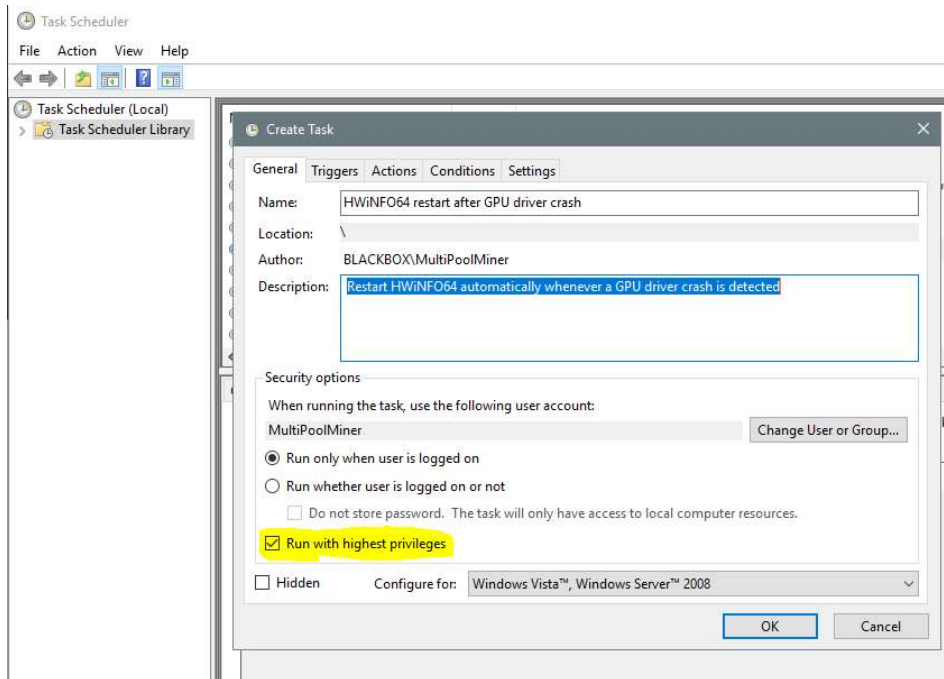 Task Scheduler
File Action View Help
Task Scheduler (Local)
Task Scheduler Library
Create Task
General Triggers Actions Conditions Settings
Name: HWiNFO64 restart after GPU driver crash
Location: \
Author: BLACKBOX\MultiPoolMiner
Description: Restart HWiNFO64 automatically whenever a GPU driver crash is detected
Security options
When running the task, use the following user account:
MultiPoolMiner Change User or Group...
Run only when user is logged on
Run whether user is logged on or not
Do not store password. The task will only have access to local computer resources.
Run with highest privileges
Hidden Configure for: Windows Vista™, Windows Server™ 2008
OK Cancel